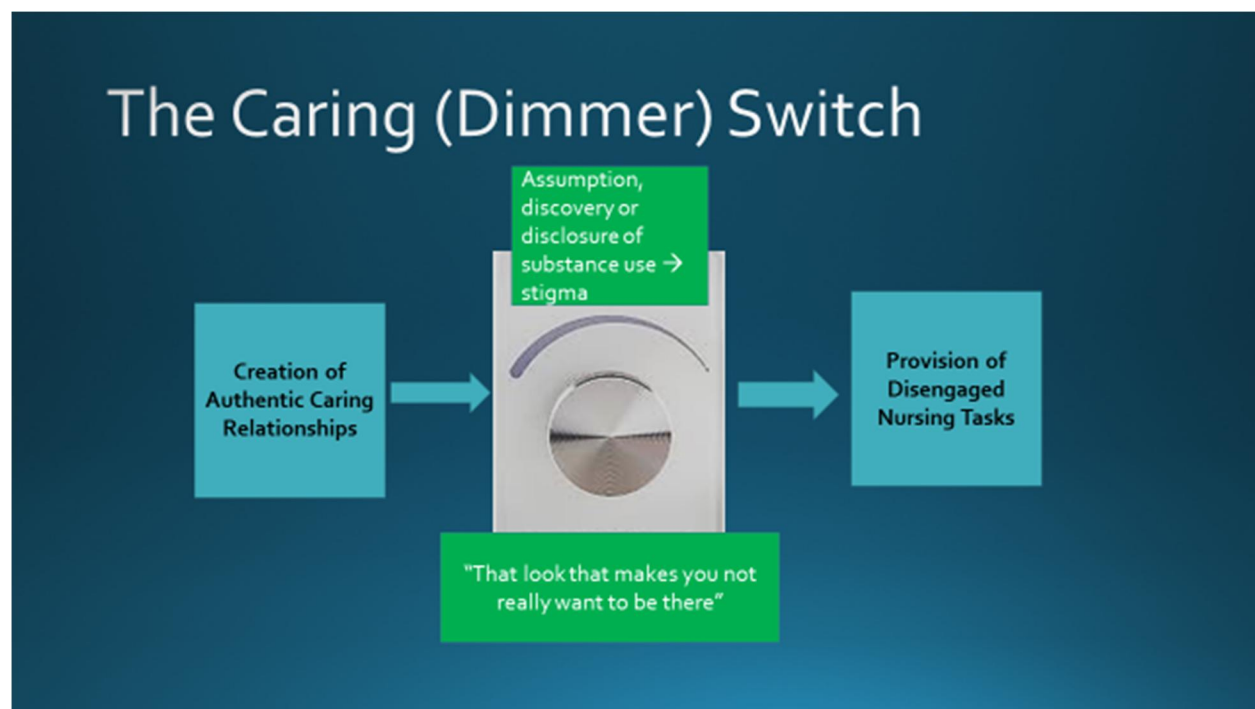 The Caring (Dimmer) Switch
Assumption,
discovery or
disclosure of
substance use →
stigma
Creation of
Authentic Caring
Relationships
Provision of
Disengaged
Nursing Tasks
"That look that makes you not
really want to be there"